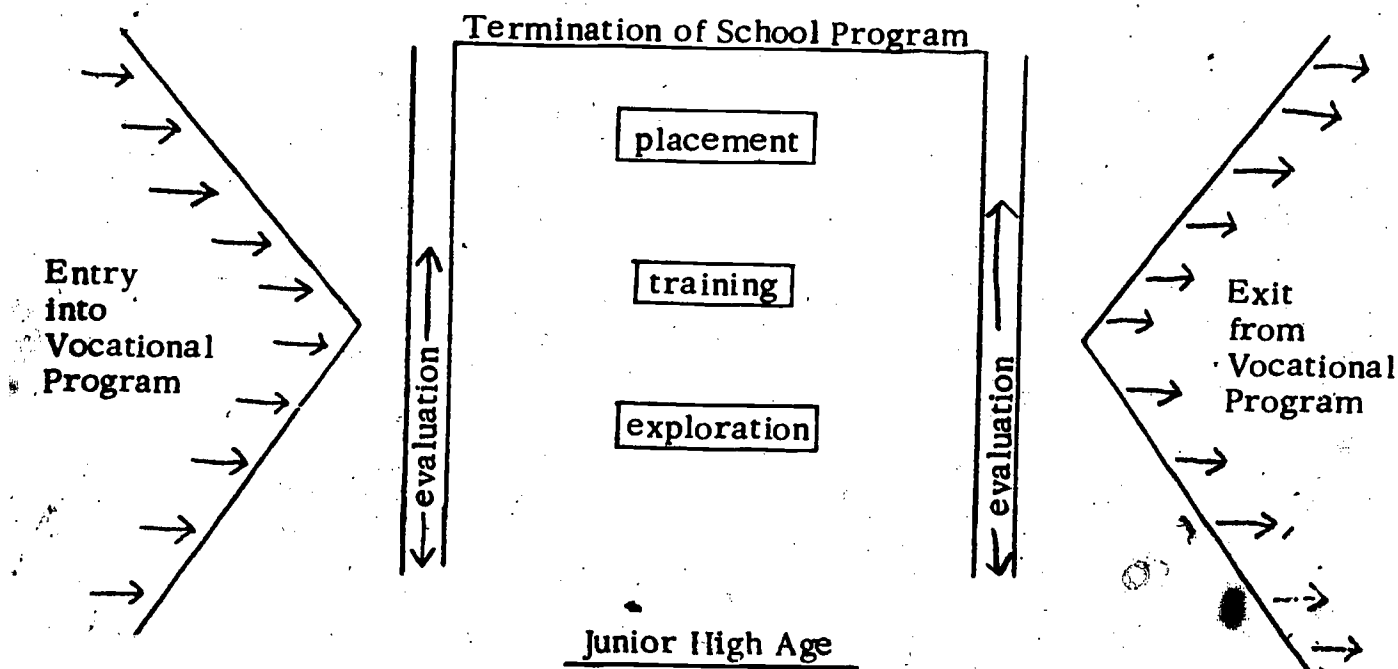 Termination of School Program
placement
Entry
into
Vocational
Program
evaluation
training
exploration
evaluation
Exit
from
Vocational
Program
Junior High Age